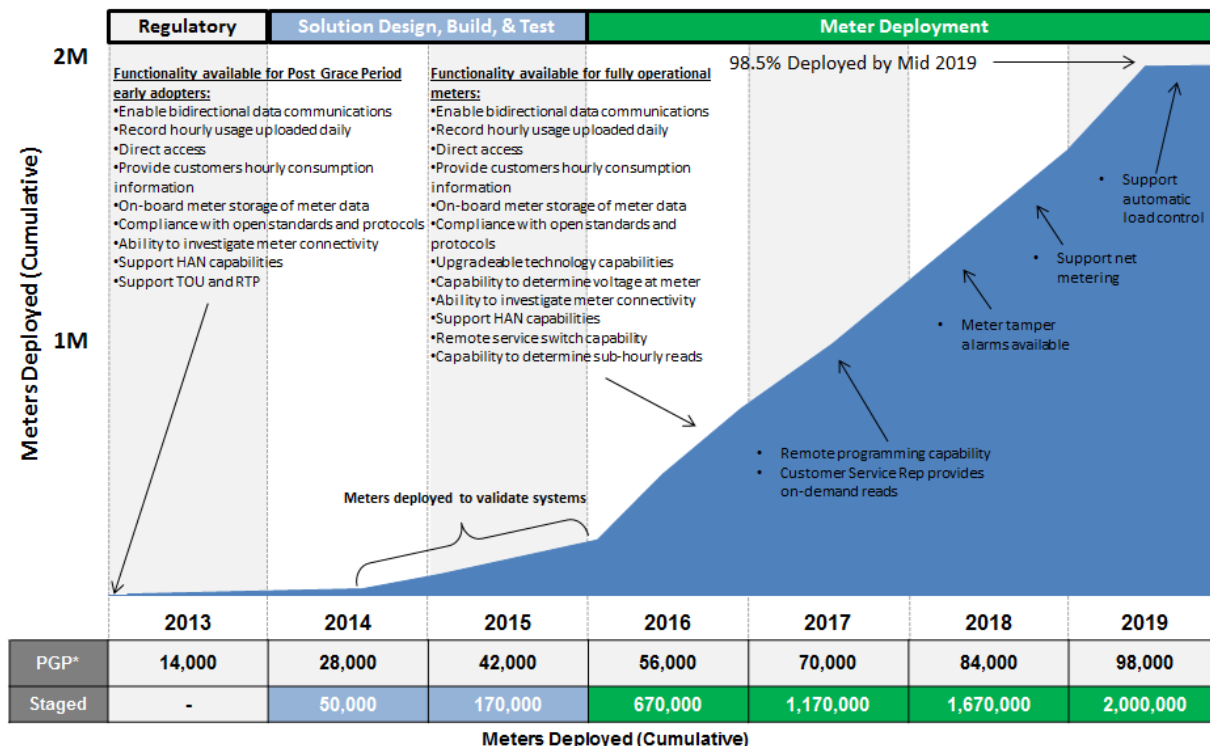 Regulatory
Solution Design, Build, & Test
Meter Deployment
2M
1M
Meters Deployed (Cumulative)
Functionality available for Post Grace Period
early adopters:
•Enable bidirectional data communications
•Record hourly usage uploaded daily
•Direct access
•Provide customers hourly consumption
information
•On-board meter storage of meter data
•Compliance with open standards and protocols
•Ability to investigate meter connectivity
•Support HAN capabilities
•Support TOU and RTP
Functionality available for fully operational
meters:
•Enable bidirectional data communications
•Record hourly usage uploaded daily
•Direct access
•Provide customers hourly consumption
information
•On-board meter storage of meter data
•Compliance with open standards and
protocols
•Upgradeable technology capabilities
•Capability to determine voltage at meter
•Ability to investigate meter connectivity
•Support HAN capabilities
•Remote service switch capability
•Capability to determine sub-hourly reads
98.5% Deployed by Mid 2019
• Support
automatic
load control
• Support net
metering
• Meter tamper
alarms available
• Remote programming capability
• Customer Service Rep provides
on-demand reads
Meters deployed to validate systems
2013 2014 2015 2016 2017 2018 2019
PGP* 14,000 28,000 42,000 56,000 70,000 84,000 98,000
Staged - 50,000 170,000 670,000 1,170,000 1,670,000 2,000,000
Meters Deployed (Cumulative)